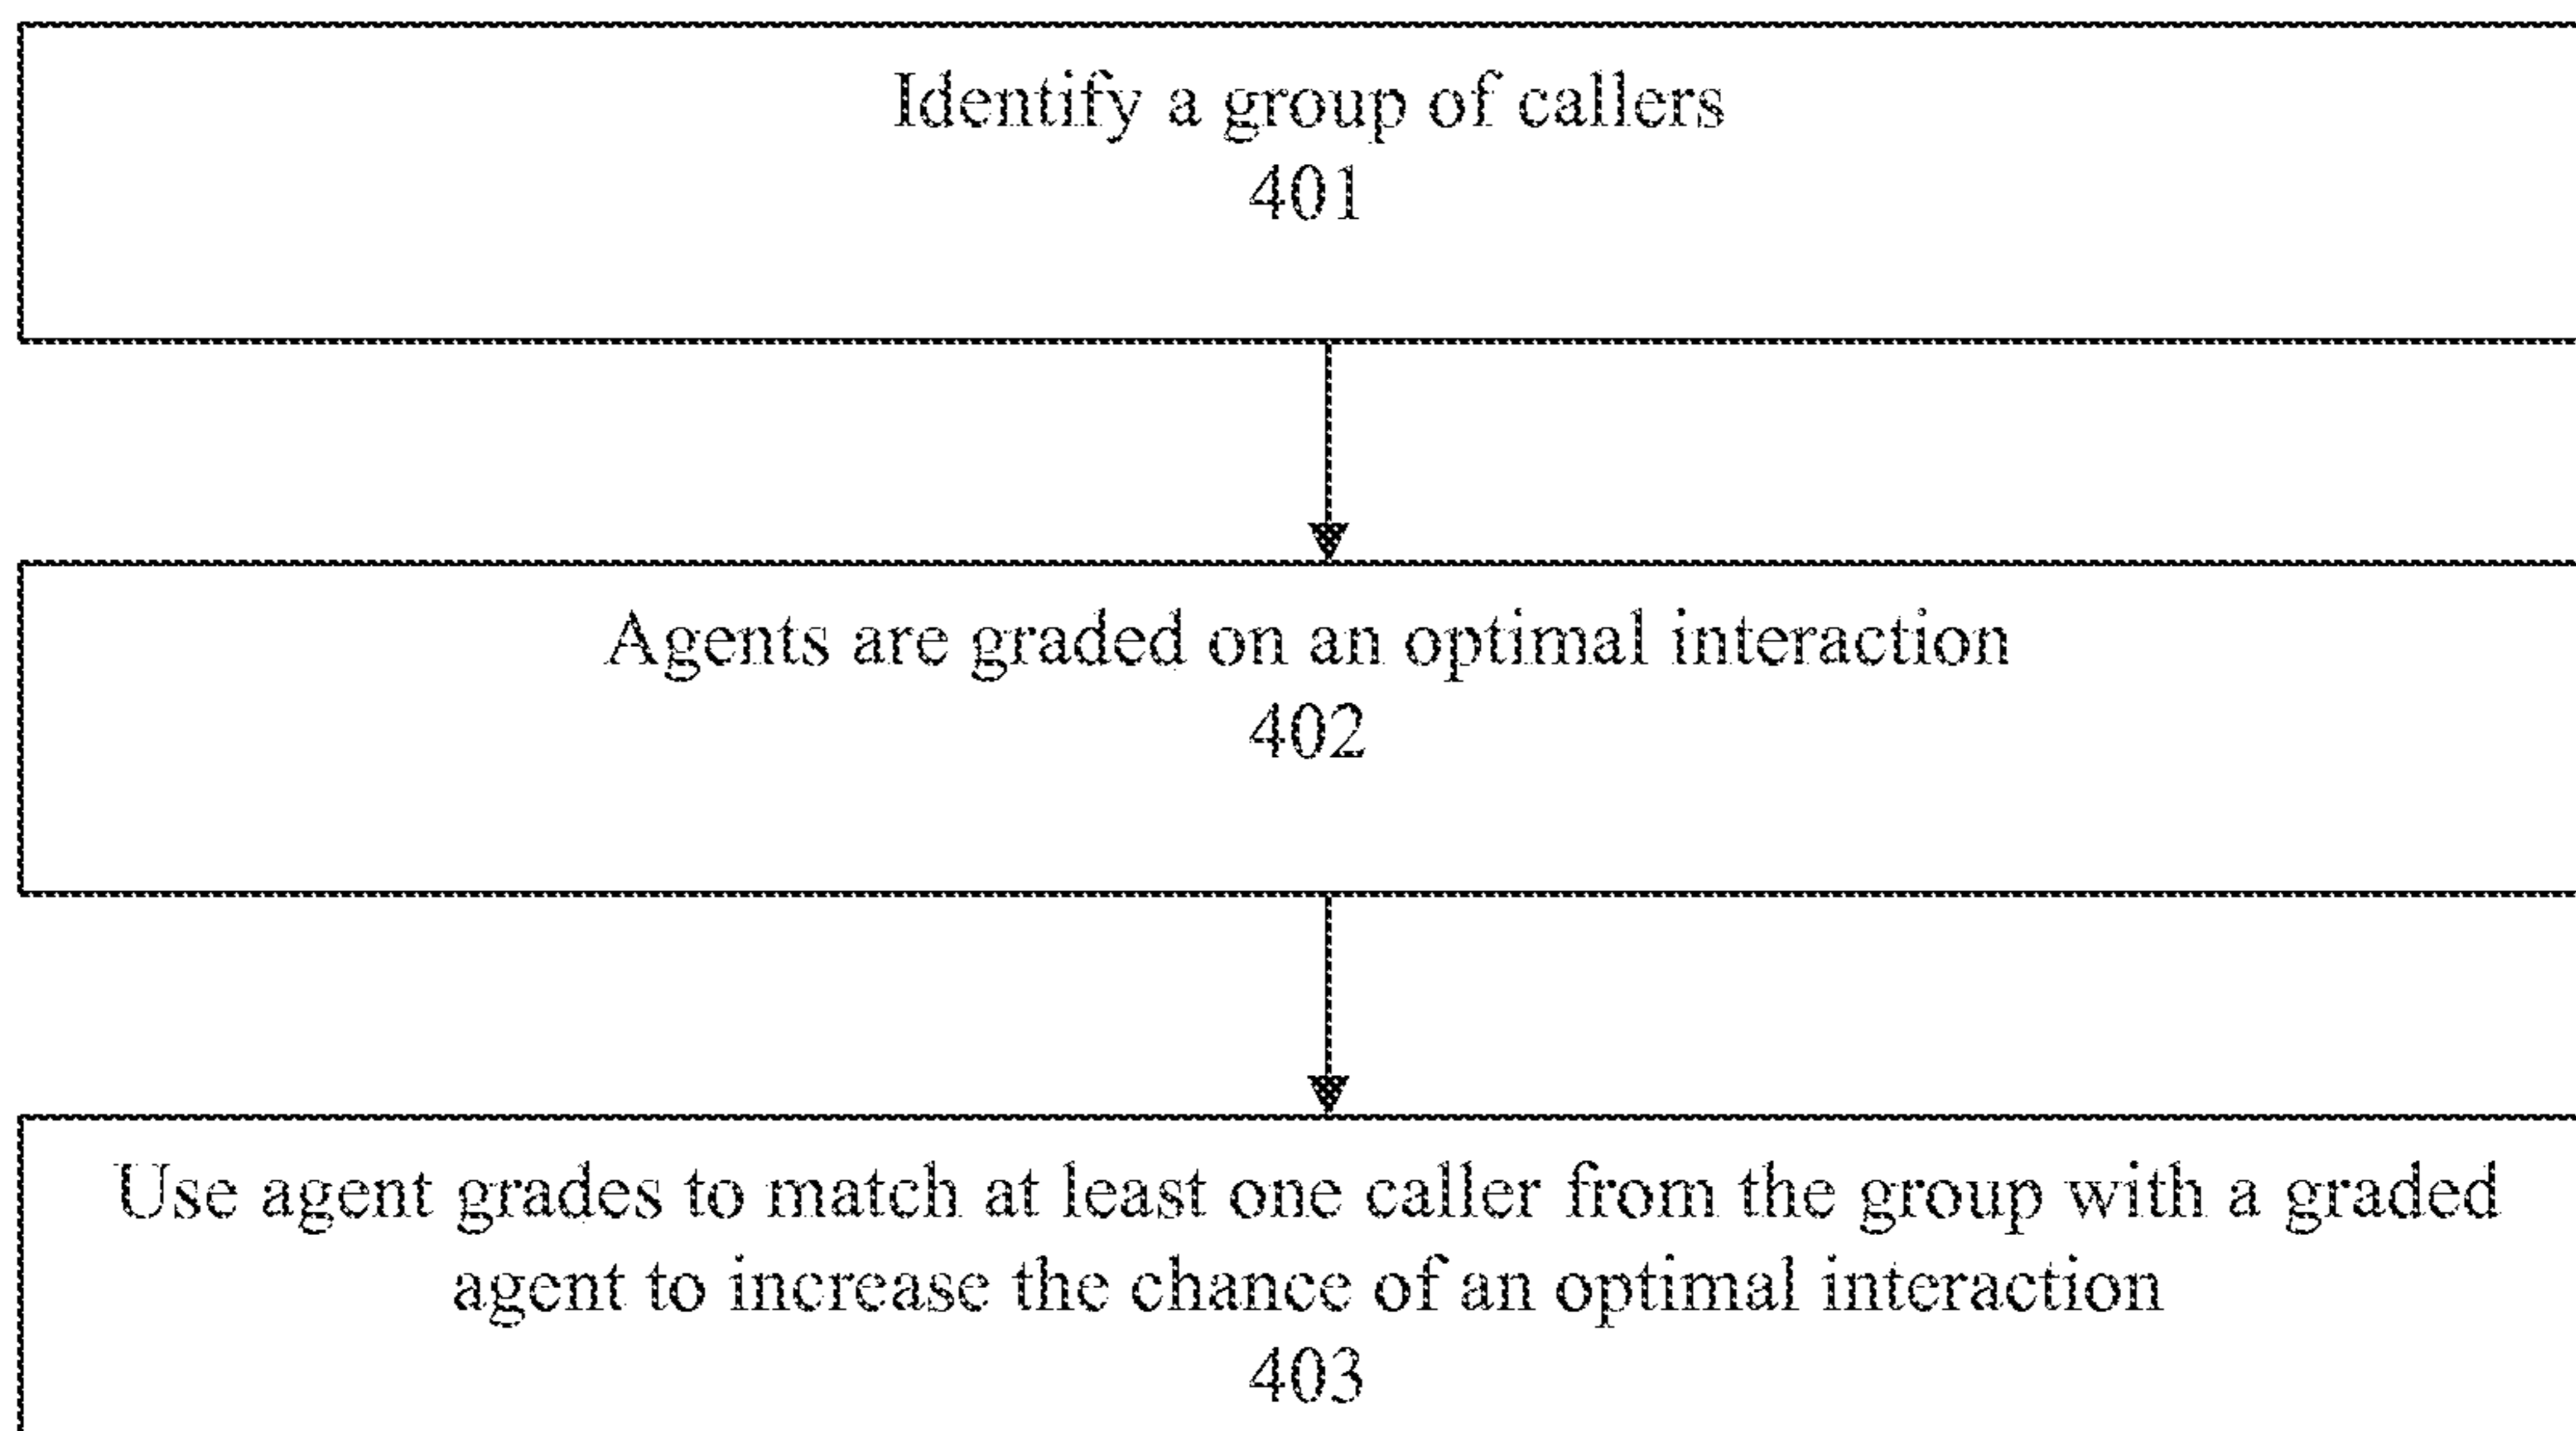 Identify a group of callers
401
Agents are graded on an optimal interaction
402
Use agent grades to match at least one caller from the group with a graded
agent to increase the chance of an optimal interaction
403